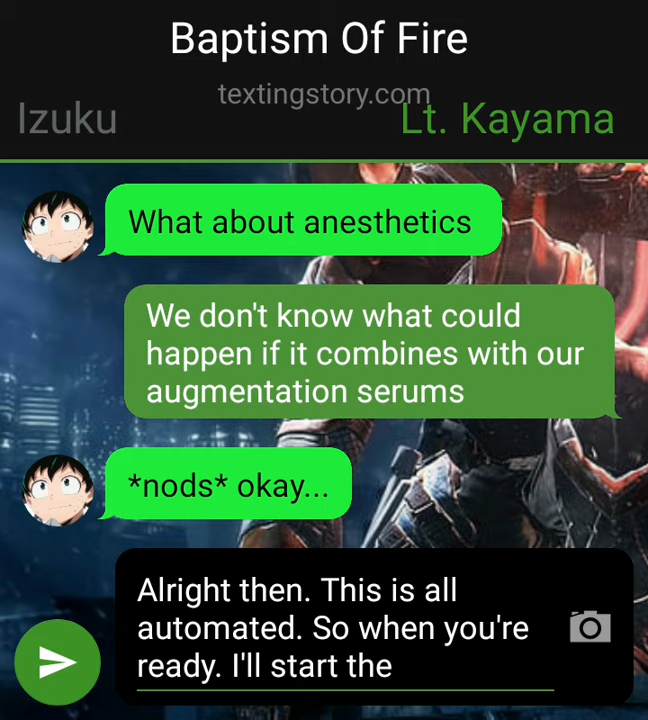 Baptism Of Fire
textingstory.com
Izuku
Lt. Kayama
What about anesthetics
We don't know what could
happen if it combines with our
augmentation serums
*nods* okay...
Alright then. This is all
automated. So when you're
ready. I'll start the